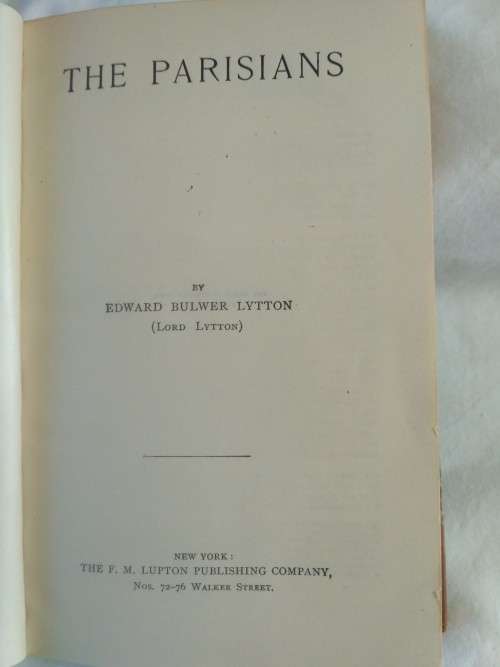 THE PARISIANS
BY
EDWARD BULWER LYTTON
(LORD LYTTON)
NEW YORK:
THE F. M. LUPTON PUBLISHING COMPANY,
NOS. 72-76 WALKER STREET.